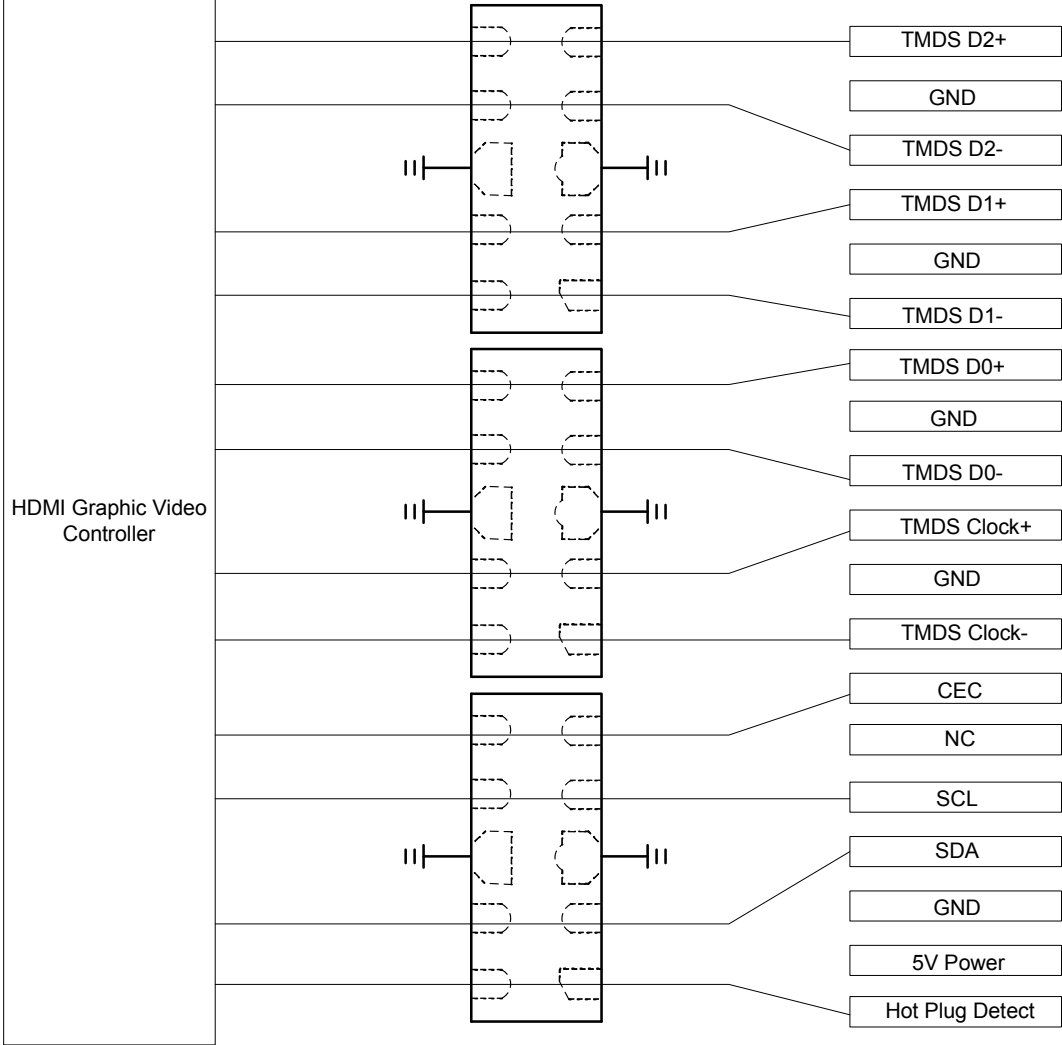 HDMI Graphic Video
Controller
TMDS D2+
GND
TMDS D2-
TMDS D1+
GND
TMDS D1-
TMDS D0+
GND
TMDS D0-
TMDS Clock+
GND
TMDS Clock-
CEC
NC
SCL
SDA
GND
5V Power
Hot Plug Detect